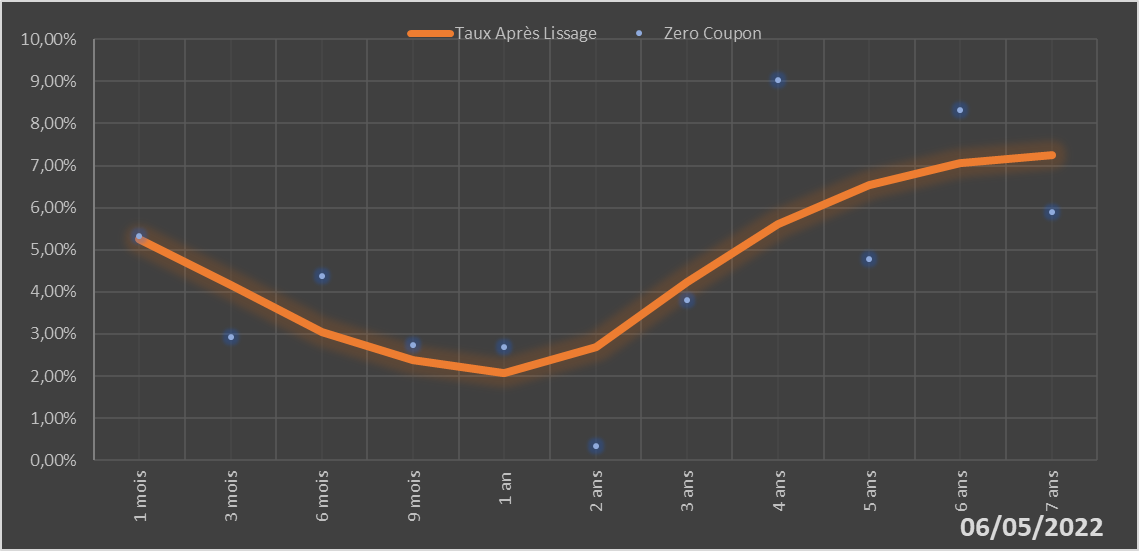 Taux Après Lissage Zero Coupon
10,00%
9,00%
8,00%
7,00%
6,00%
5,00%
4,00%
3,00%
2,00%
1,00%
0,00%
1 mois
3 mois
6 mois
9 mois
1 an
2 ans
3 ans
4 ans
5 ans
6 ans
7 ans
06/05/2022